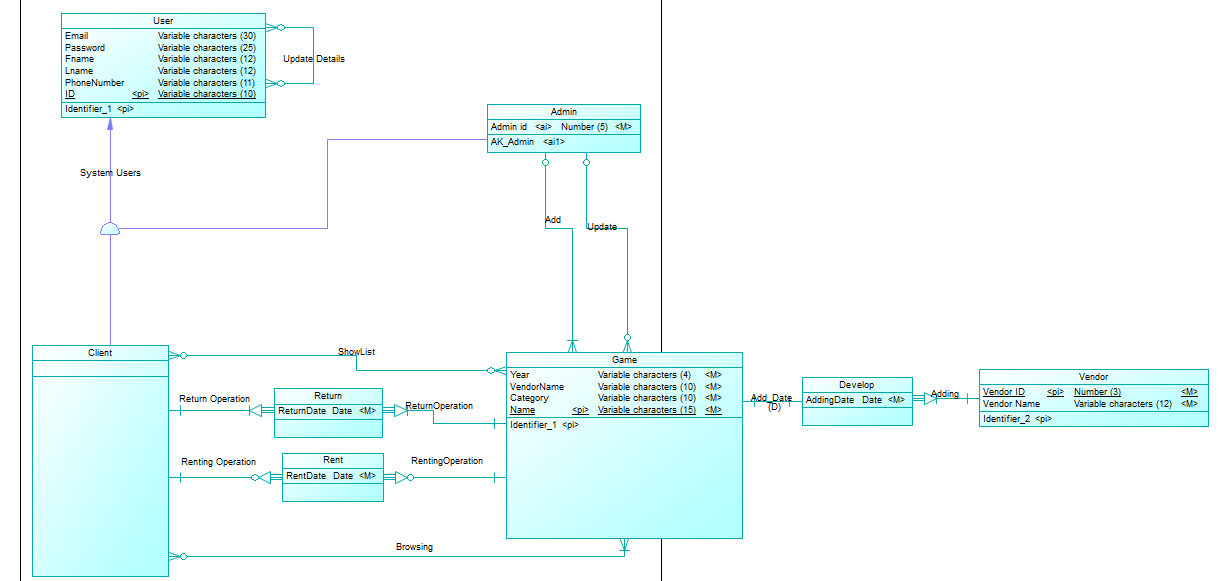 User
Email Variable characters (30)
Password Variable characters (25)
Fname Variable characters (12)
Lname Variable characters (12)
PhoneNumber Variable characters (11)
ID <pi> Variable characters (10)
Identifier_1 <pi>
Update Details
Admin
Admin id <ai> Number (5) <M>
AK_Admin <ai1>
System Users
Add
Update
Client
ShowList
Game
Year Variable characters (4) <M>
VendorName Variable characters (10) <M>
Category Variable characters (10) <M>
Name <pi> Variable characters (15) <M>
Identifier_1 <pi>
Return Operation
Return
ReturnDate Date <M>
ReturnOperation
Renting Operation
Rent
RentDate Date <M>
RentingOperation
Browsing
Add_Date
(D)
Develop
AddingDate Date <M>
Adding
Vendor
Vendor ID <pi> Number (3) <M>
Vendor Name Variable characters (12) <M>
Identifier_2 <pi>